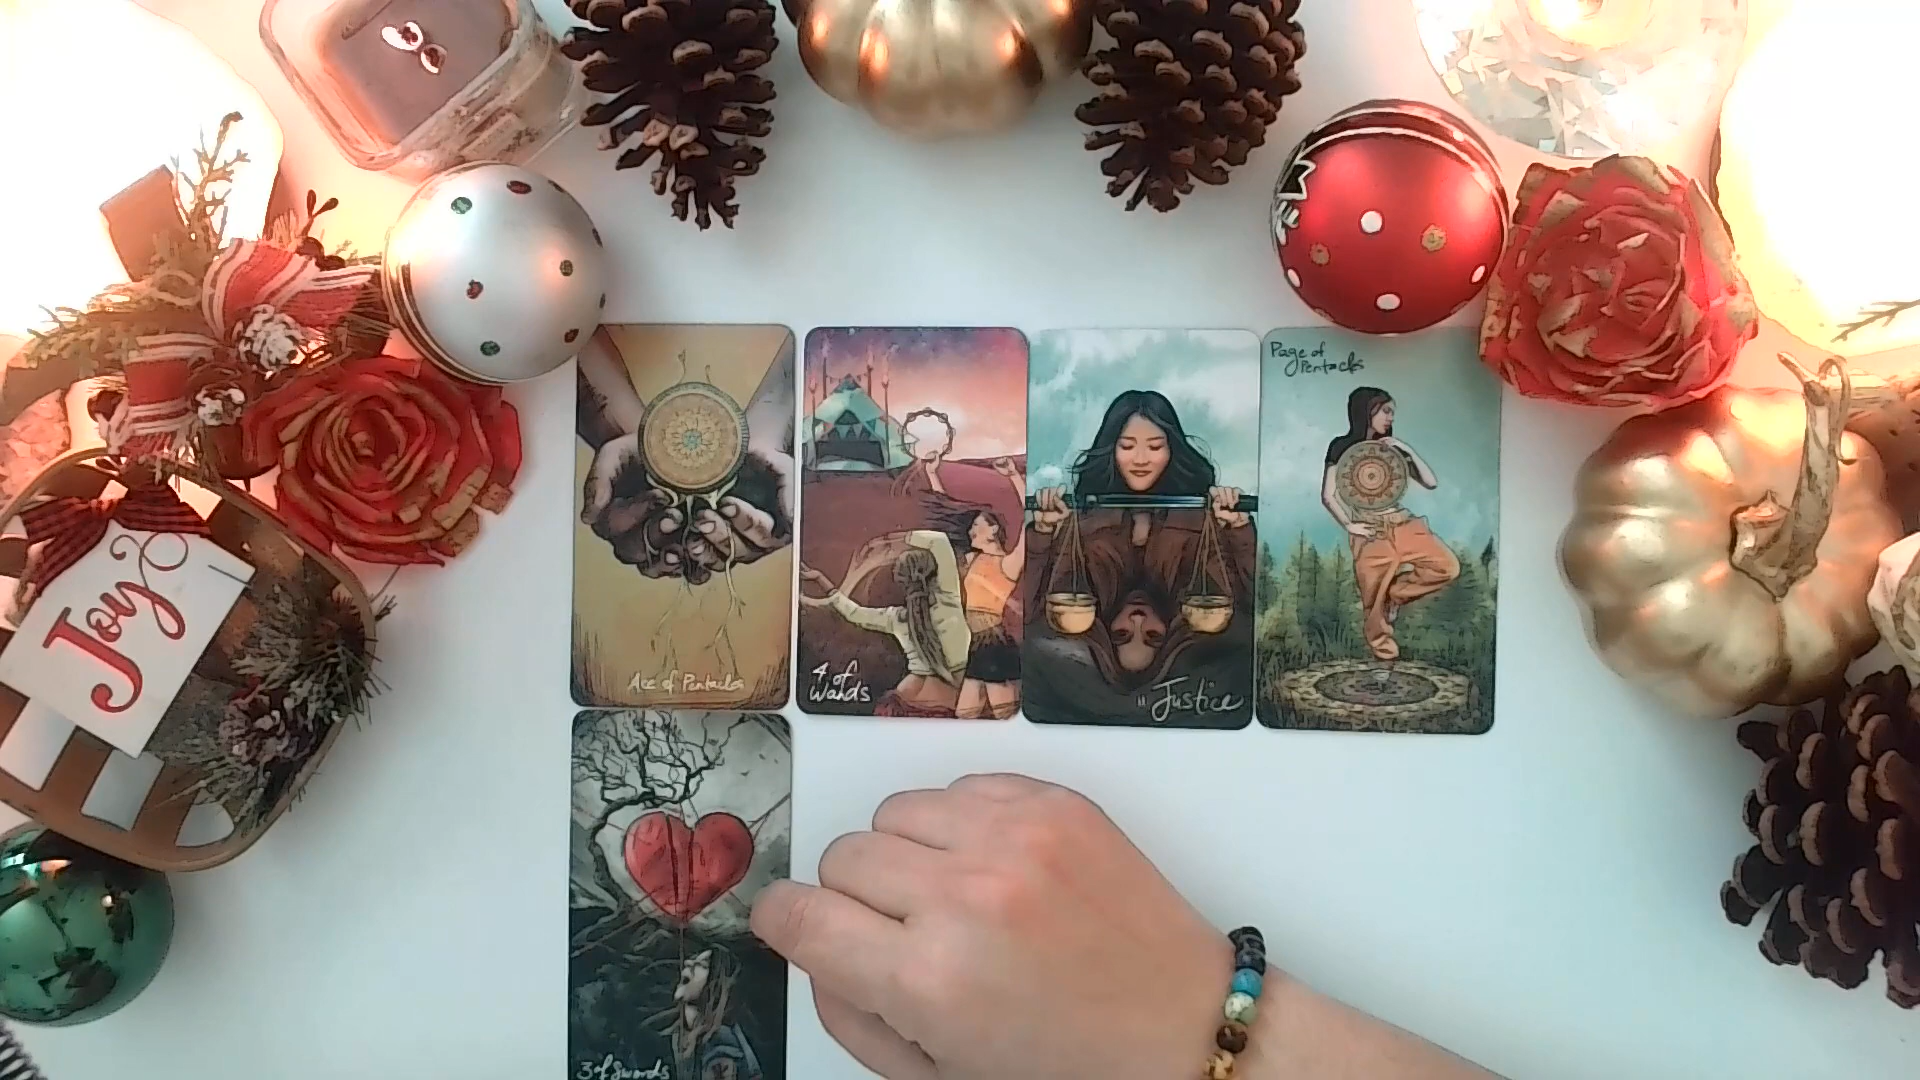 Joy
Ace of Pentacles
4 of
Wands
"Justice"
Page of
Pentacles
3 of Swords